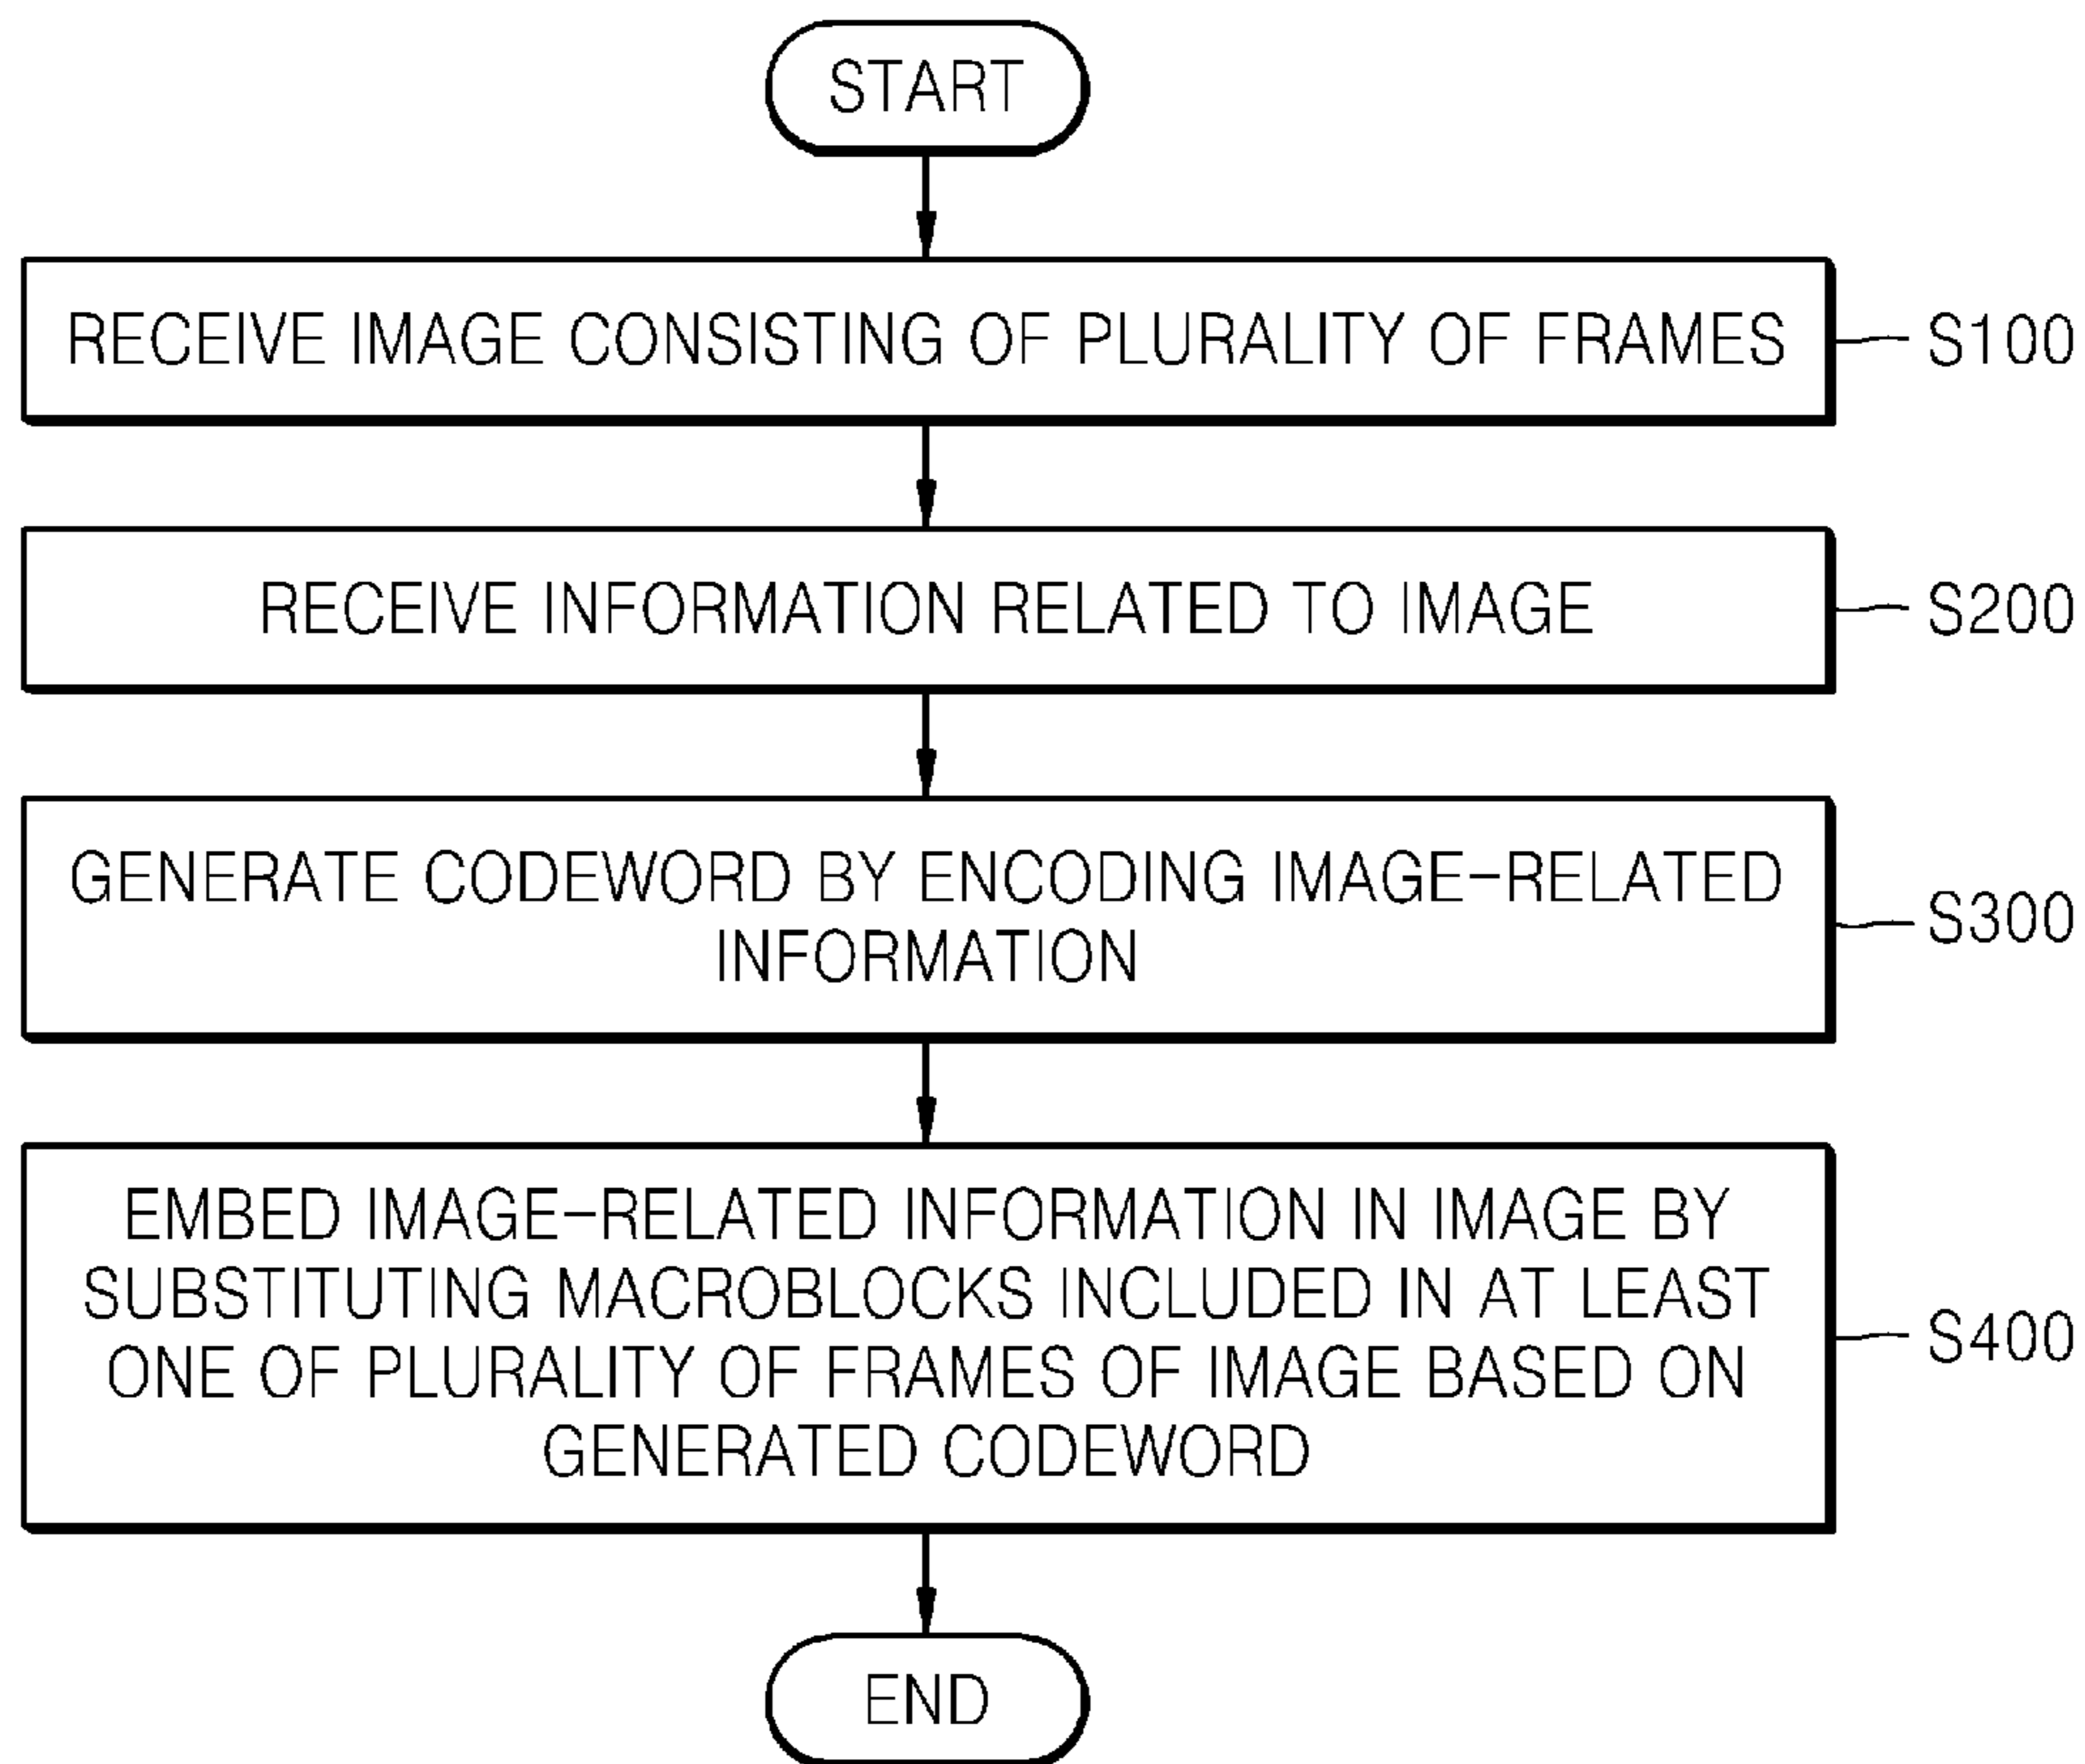 START
RECEIVE IMAGE CONSISTING OF PLURALITY OF FRAMES
S100
RECEIVE INFORMATION RELATED TO IMAGE
S200
GENERATE CODEWORD BY ENCODING IMAGE-RELATED
INFORMATION
S300
EMBED IMAGE-RELATED INFORMATION IN IMAGE BY
SUBSTITUTING MACROBLOCKS INCLUDED IN AT LEAST
ONE OF PLURALITY OF FRAMES OF IMAGE BASED ON
GENERATED CODEWORD
S400
END